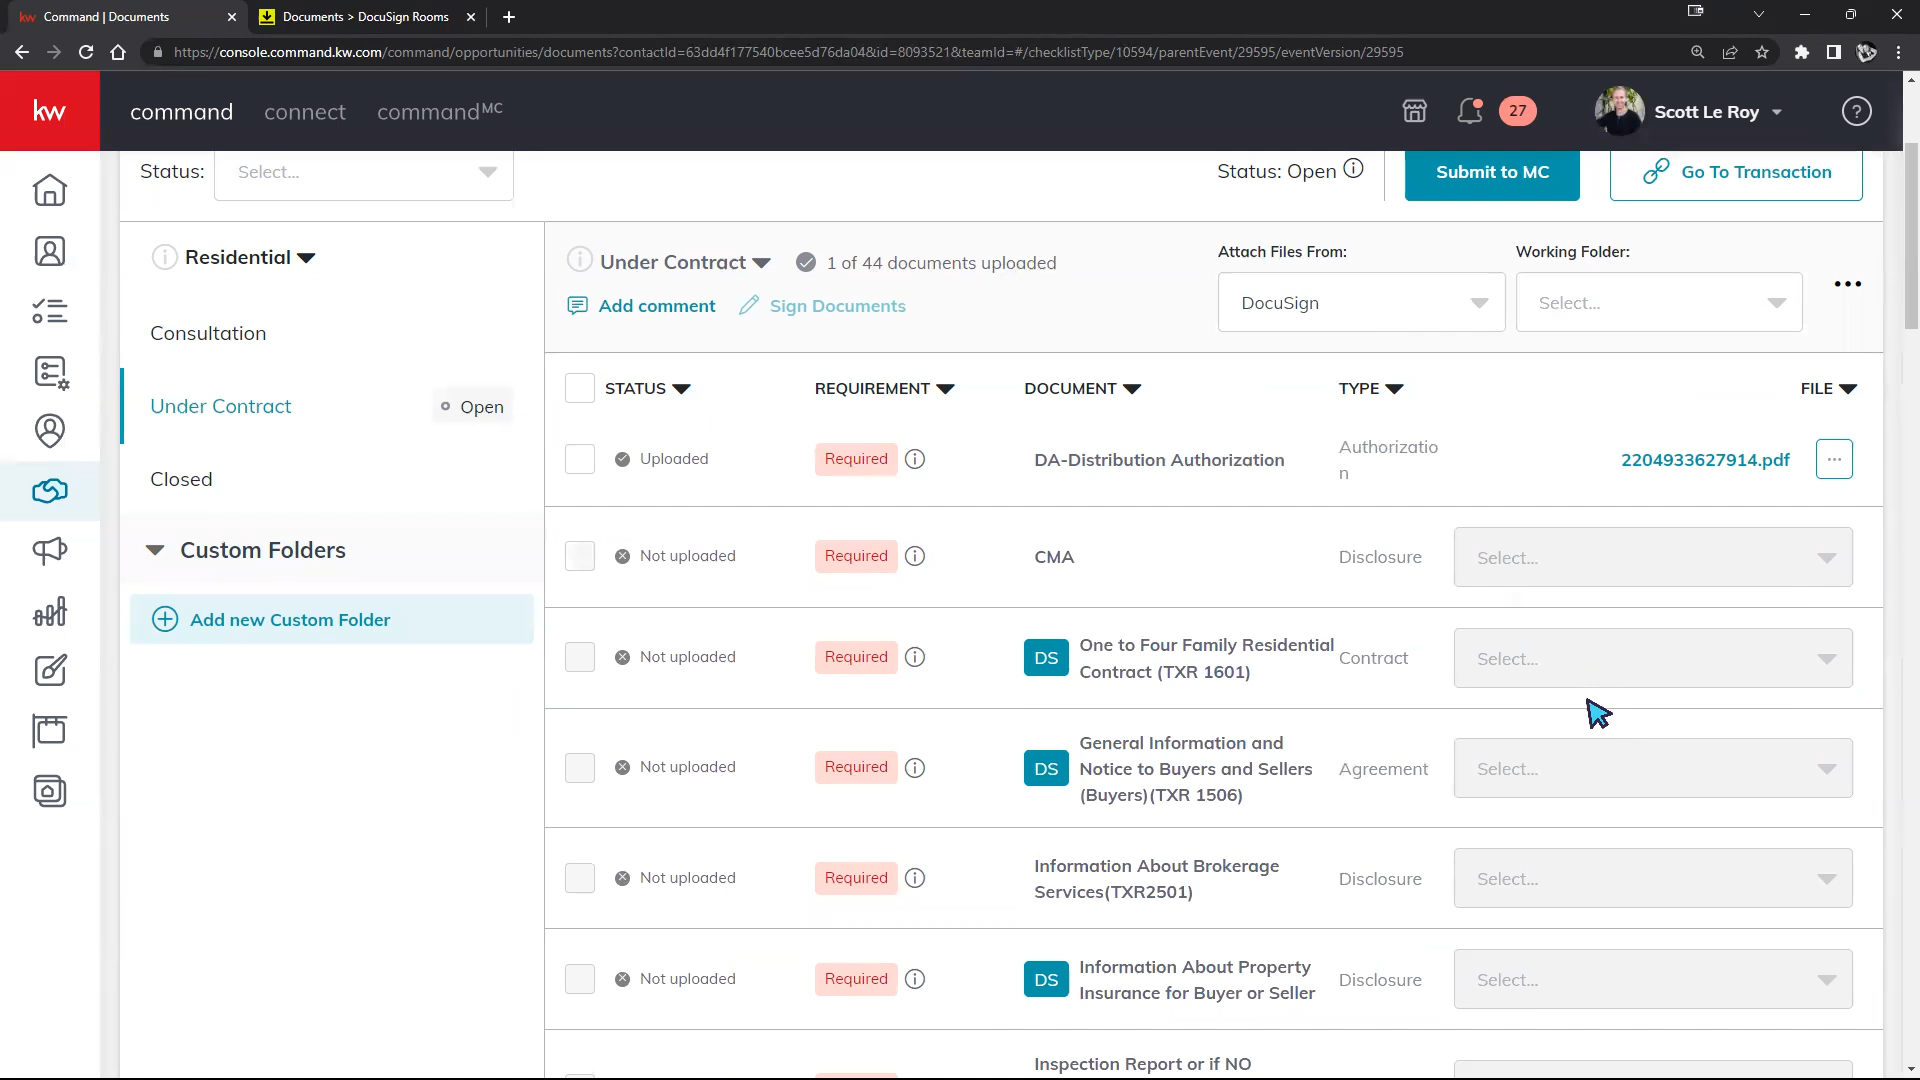 kw Command | Documents
Documents > DocuSign Rooms
https://console.command.kw.com/command/opportunities/documents?contactId=63dd4f177540bcee5d76da04&id=8093521&teamId=#/checklistType/10594/parentEvent/29595/eventVersion/29595
kw command connect command MC 27 Scott Le Roy ?
Status: Select... Status: Open Submit to MC Go To Transaction
Residential
Consultation
Under Contract Open
Closed
Custom Folders
Add new Custom Folder
Under Contract 1 of 44 documents uploaded
Add comment Sign Documents
Attach Files From: Working Folder:
DocuSign Select...
STATUS REQUIREMENT DOCUMENT TYPE FILE
Uploaded Required DA-Distribution Authorization Authorizatio
n
2204933627914.pdf
Not uploaded Required CMA Disclosure Select...
Not uploaded Required DS One to Four Family Residential
Contract (TXR 1601) Contract Select...
Not uploaded Required DS General Information and
Notice to Buyers and Sellers
(Buyers)(TXR 1506) Agreement Select...
Not uploaded Required Information About Brokerage
Services(TXR2501) Disclosure Select...
Not uploaded Required DS Information About Property
Insurance for Buyer or Seller Disclosure Select...
Inspection Report or if NO